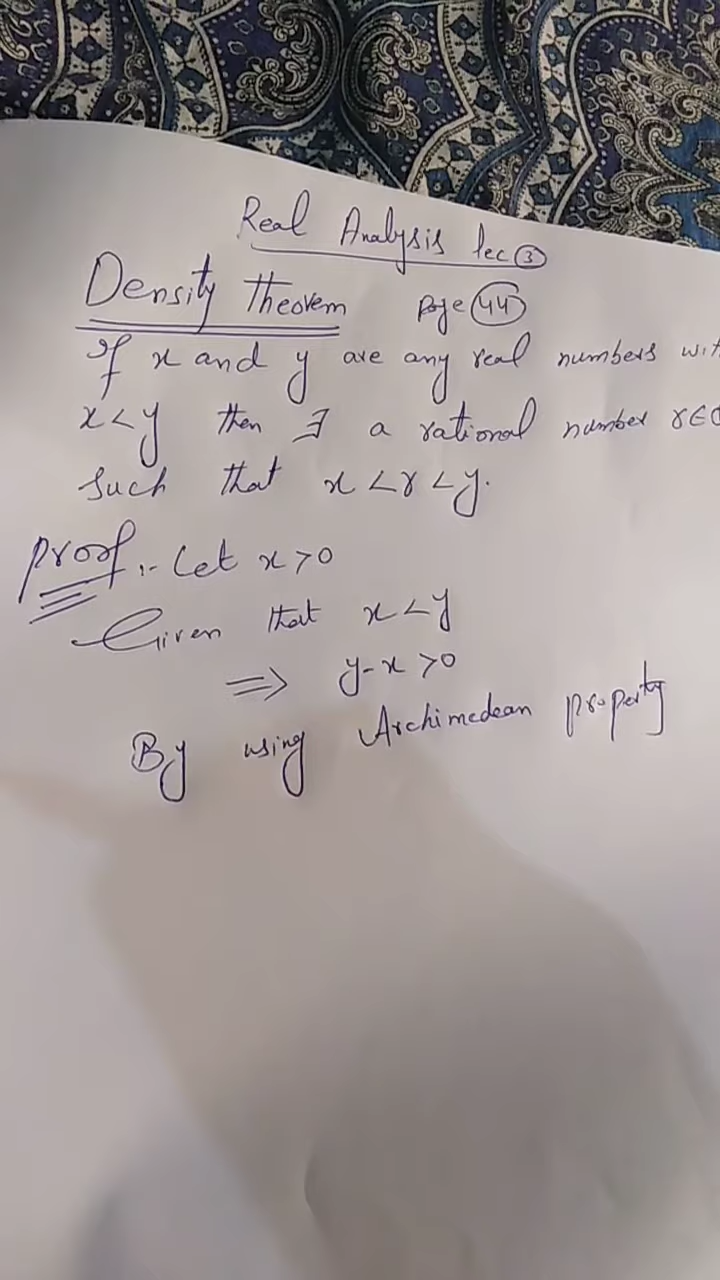 Real Analysis lec ③
Density Theorem page 44
If x and y are any real numbers wit
x<y then ∃ a rational number r∈
such that x<r<y.
Proof :- Let x>0
Given that x<y
⟹ y-x>0
By using Archimedean property